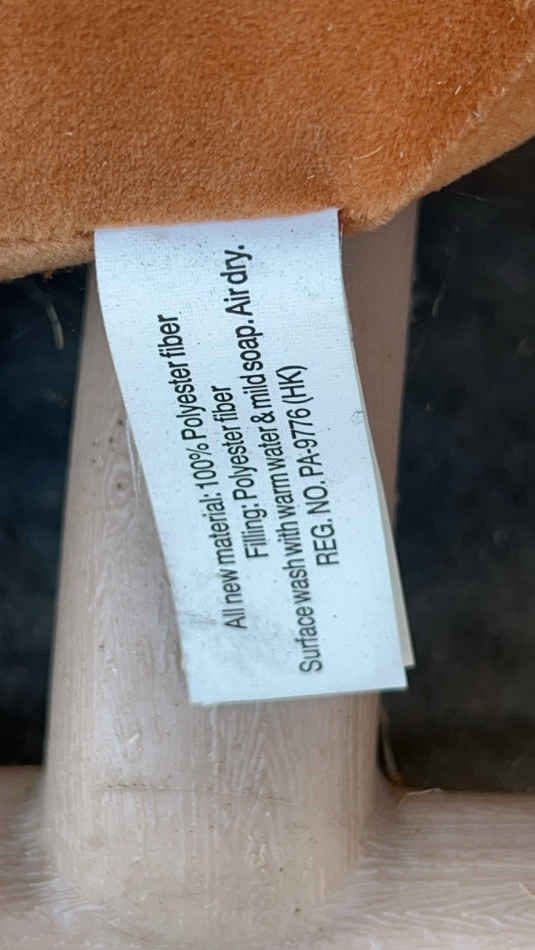 All new material: 100% Polyester fiber
Filling: Polyester fiber
Surface wash with warm water & mild soap. Air dry.
REG. NO. PA-9776 (HK)